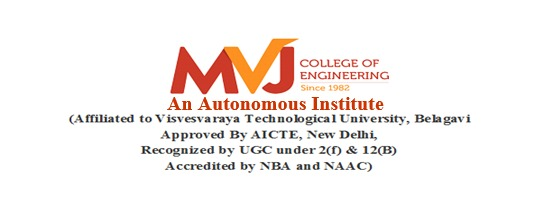 MVJ
COLLEGE OF
ENGINEERING
Since 1982
An Autonomous Institute
(Affiliated to Visvesvaraya Technological University, Belagavi
Approved By AICTE, New Delhi,
Recognized by UGC under 2(f) & 12(B)
Accredited by NBA and NAAC)